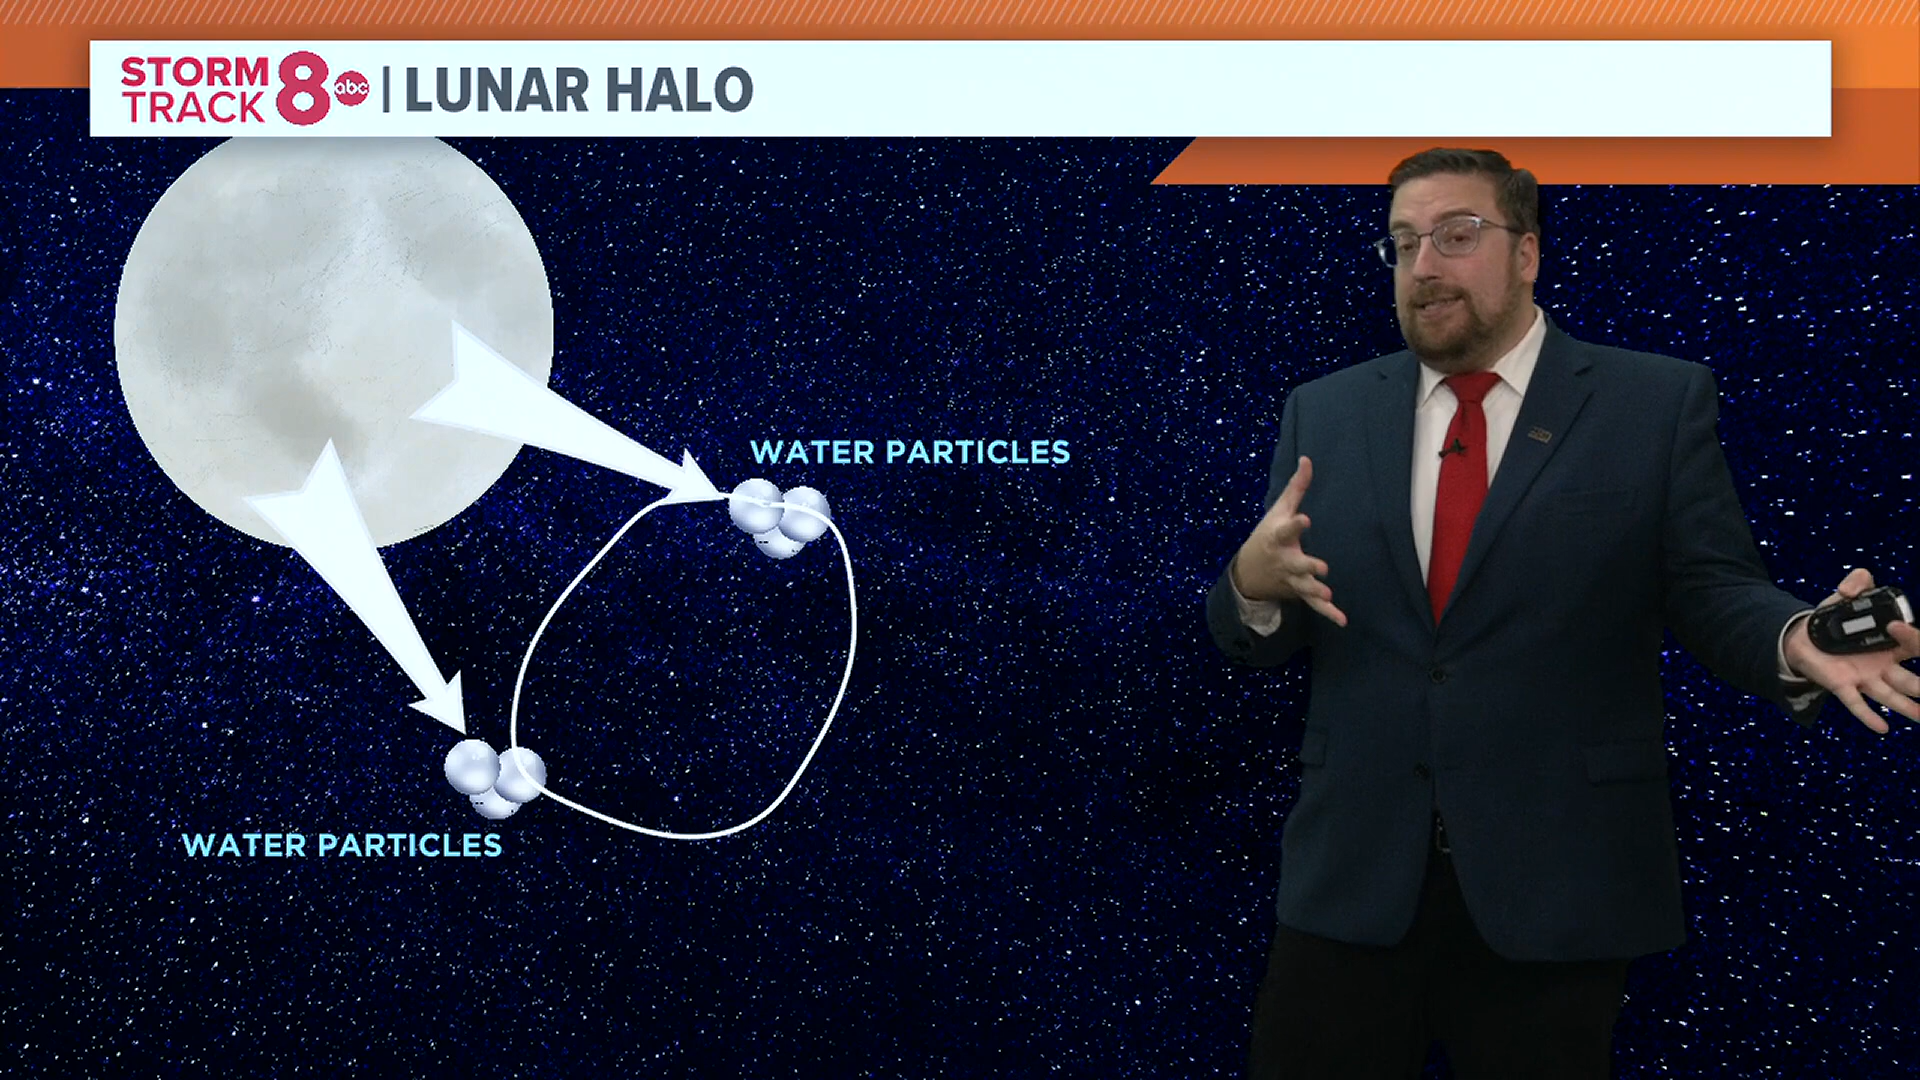 STORM
TRACK 8 abc | LUNAR HALO
WATER PARTICLES
WATER PARTICLES